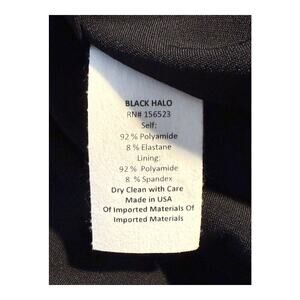 BLACK HALO
RN# 156523
Self:
92% Polyamide
8 % Elastane
Lining:
92% Polyamide
8 % Spandex
Dry Clean with Care
Made in USA
Of Imported Materials Of
Imported Materials